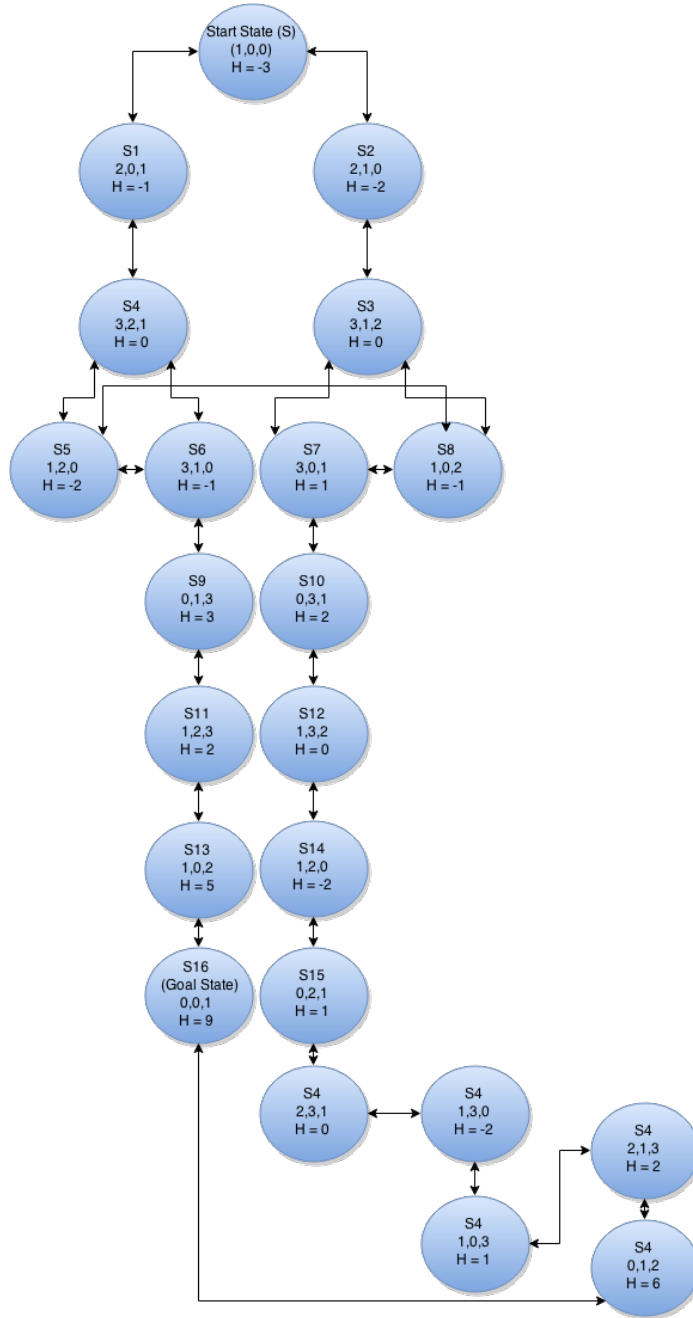 Start State (S)
(1,0,0)
H = -3
S1
2,0,1
H = -1
S2
2,1,0
H = -2
S4
3,2,1
H = 0
S3
3,1,2
H = 0
S5
1,2,0
H = -2
S6
3,1,0
H = -1
S7
3,0,1
H = 1
S8
1,0,2
H = -1
S9
0,1,3
H = 3
S10
0,3,1
H = 2
S11
1,2,3
H = 2
S12
1,3,2
H = 0
S13
1,0,2
H = 5
S14
1,2,0
H = -2
S16
(Goal State)
0,0,1
H = 9
S15
0,2,1
H = 1
S4
2,3,1
H = 0
S4
1,3,0
H = -2
S4
2,1,3
H = 2
S4
1,0,3
H = 1
S4
0,1,2
H = 6